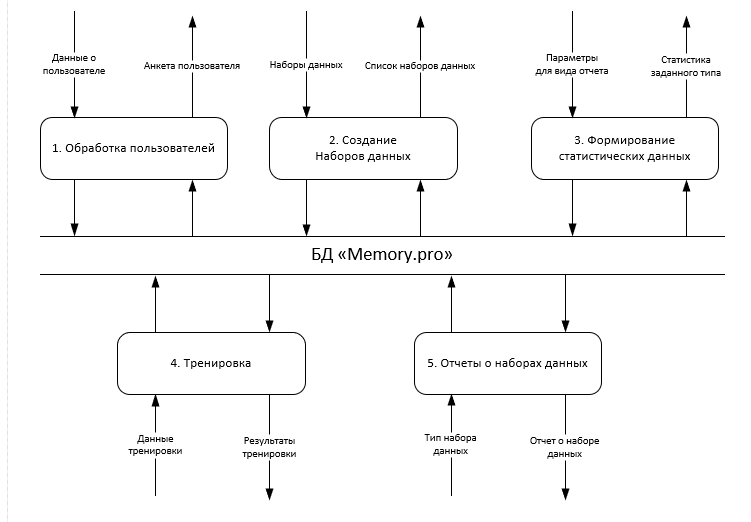 Данные о
пользователе
Анкета пользователя
Наборы данных
Список наборов данных
Параметры
для вида отчета
Статистика
заданного типа
1. Обработка пользователей
2. Создание
Наборов данных
3. Формирование
статистических данных
БД «Memory.pro»
4. Тренировка
5. Отчеты о наборах данных
Данные
тренировки
Результаты
тренировки
Тип набора
данных
Отчет о наборе
данных